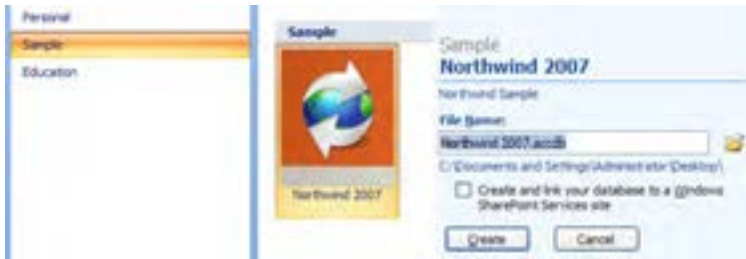 Personal
Sample
Education
Sample
Northwind 2007
Sample
Northwind 2007
Northwind Sample
File Name:
Northwind 2007.accdb
C:\Documents and Settings\Administrator\Desktop\
Create and link your database to a Windows
SharePoint Services site
Create
Cancel